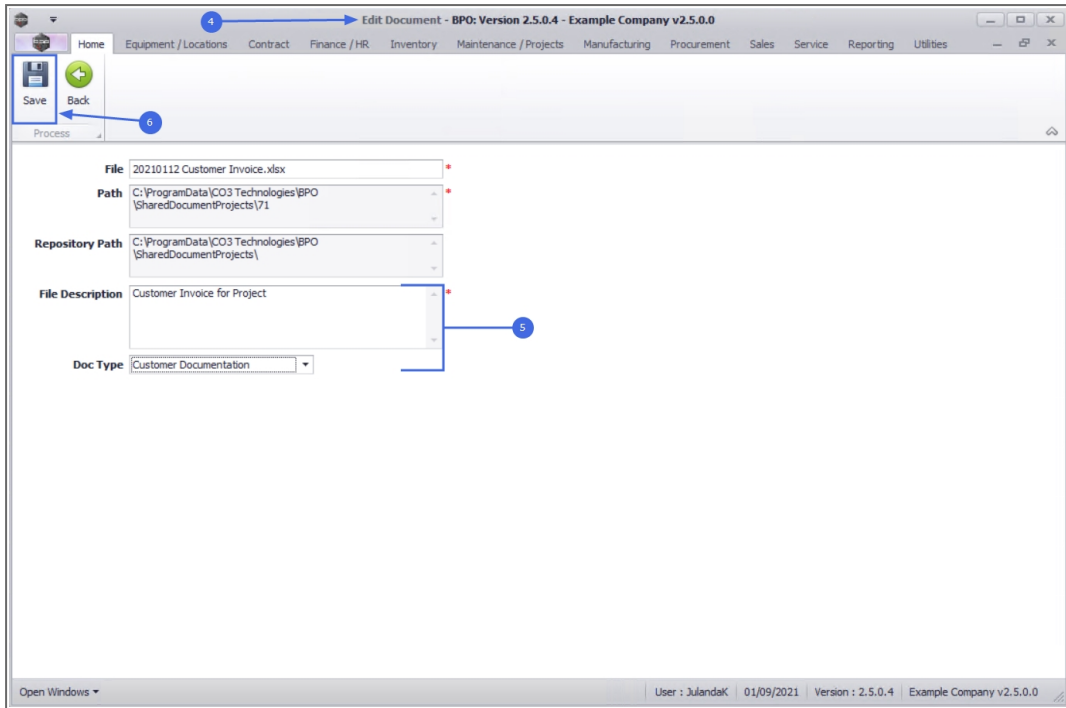 4
Edit Document - BPO: Version 2.5.0.4 - Example Company v2.5.0.0
Home Equipment / Locations Contract Finance / HR Inventory Maintenance / Projects Manufacturing Procurement Sales Service Reporting Utilities
Save Back
6
Process
File 20210112 Customer Invoice.xlsx *
Path C:\ProgramData\CO3 Technologies\BPO *
\SharedDocumentProjects\71
Repository Path C:\ProgramData\CO3 Technologies\BPO
\SharedDocumentProjects\
File Description Customer Invoice for Project *
5
Doc Type Customer Documentation
Open Windows User : JulandaK 01/09/2021 Version : 2.5.0.4 Example Company v2.5.0.0